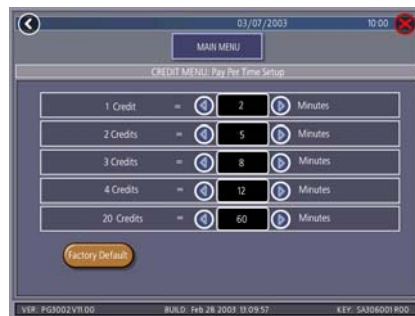 03/07/2003 10:00
MAIN MENU
CREDIT MENU: Pay Per Time Setup
1 Credit = 2 Minutes
2 Credits = 5 Minutes
3 Credits = 8 Minutes
4 Credits = 12 Minutes
20 Credits = 60 Minutes
Factory Default
VER: PG3002 V11.00 BUILD: Feb 28 2003 13:09:57 KEY: SA306001 R00